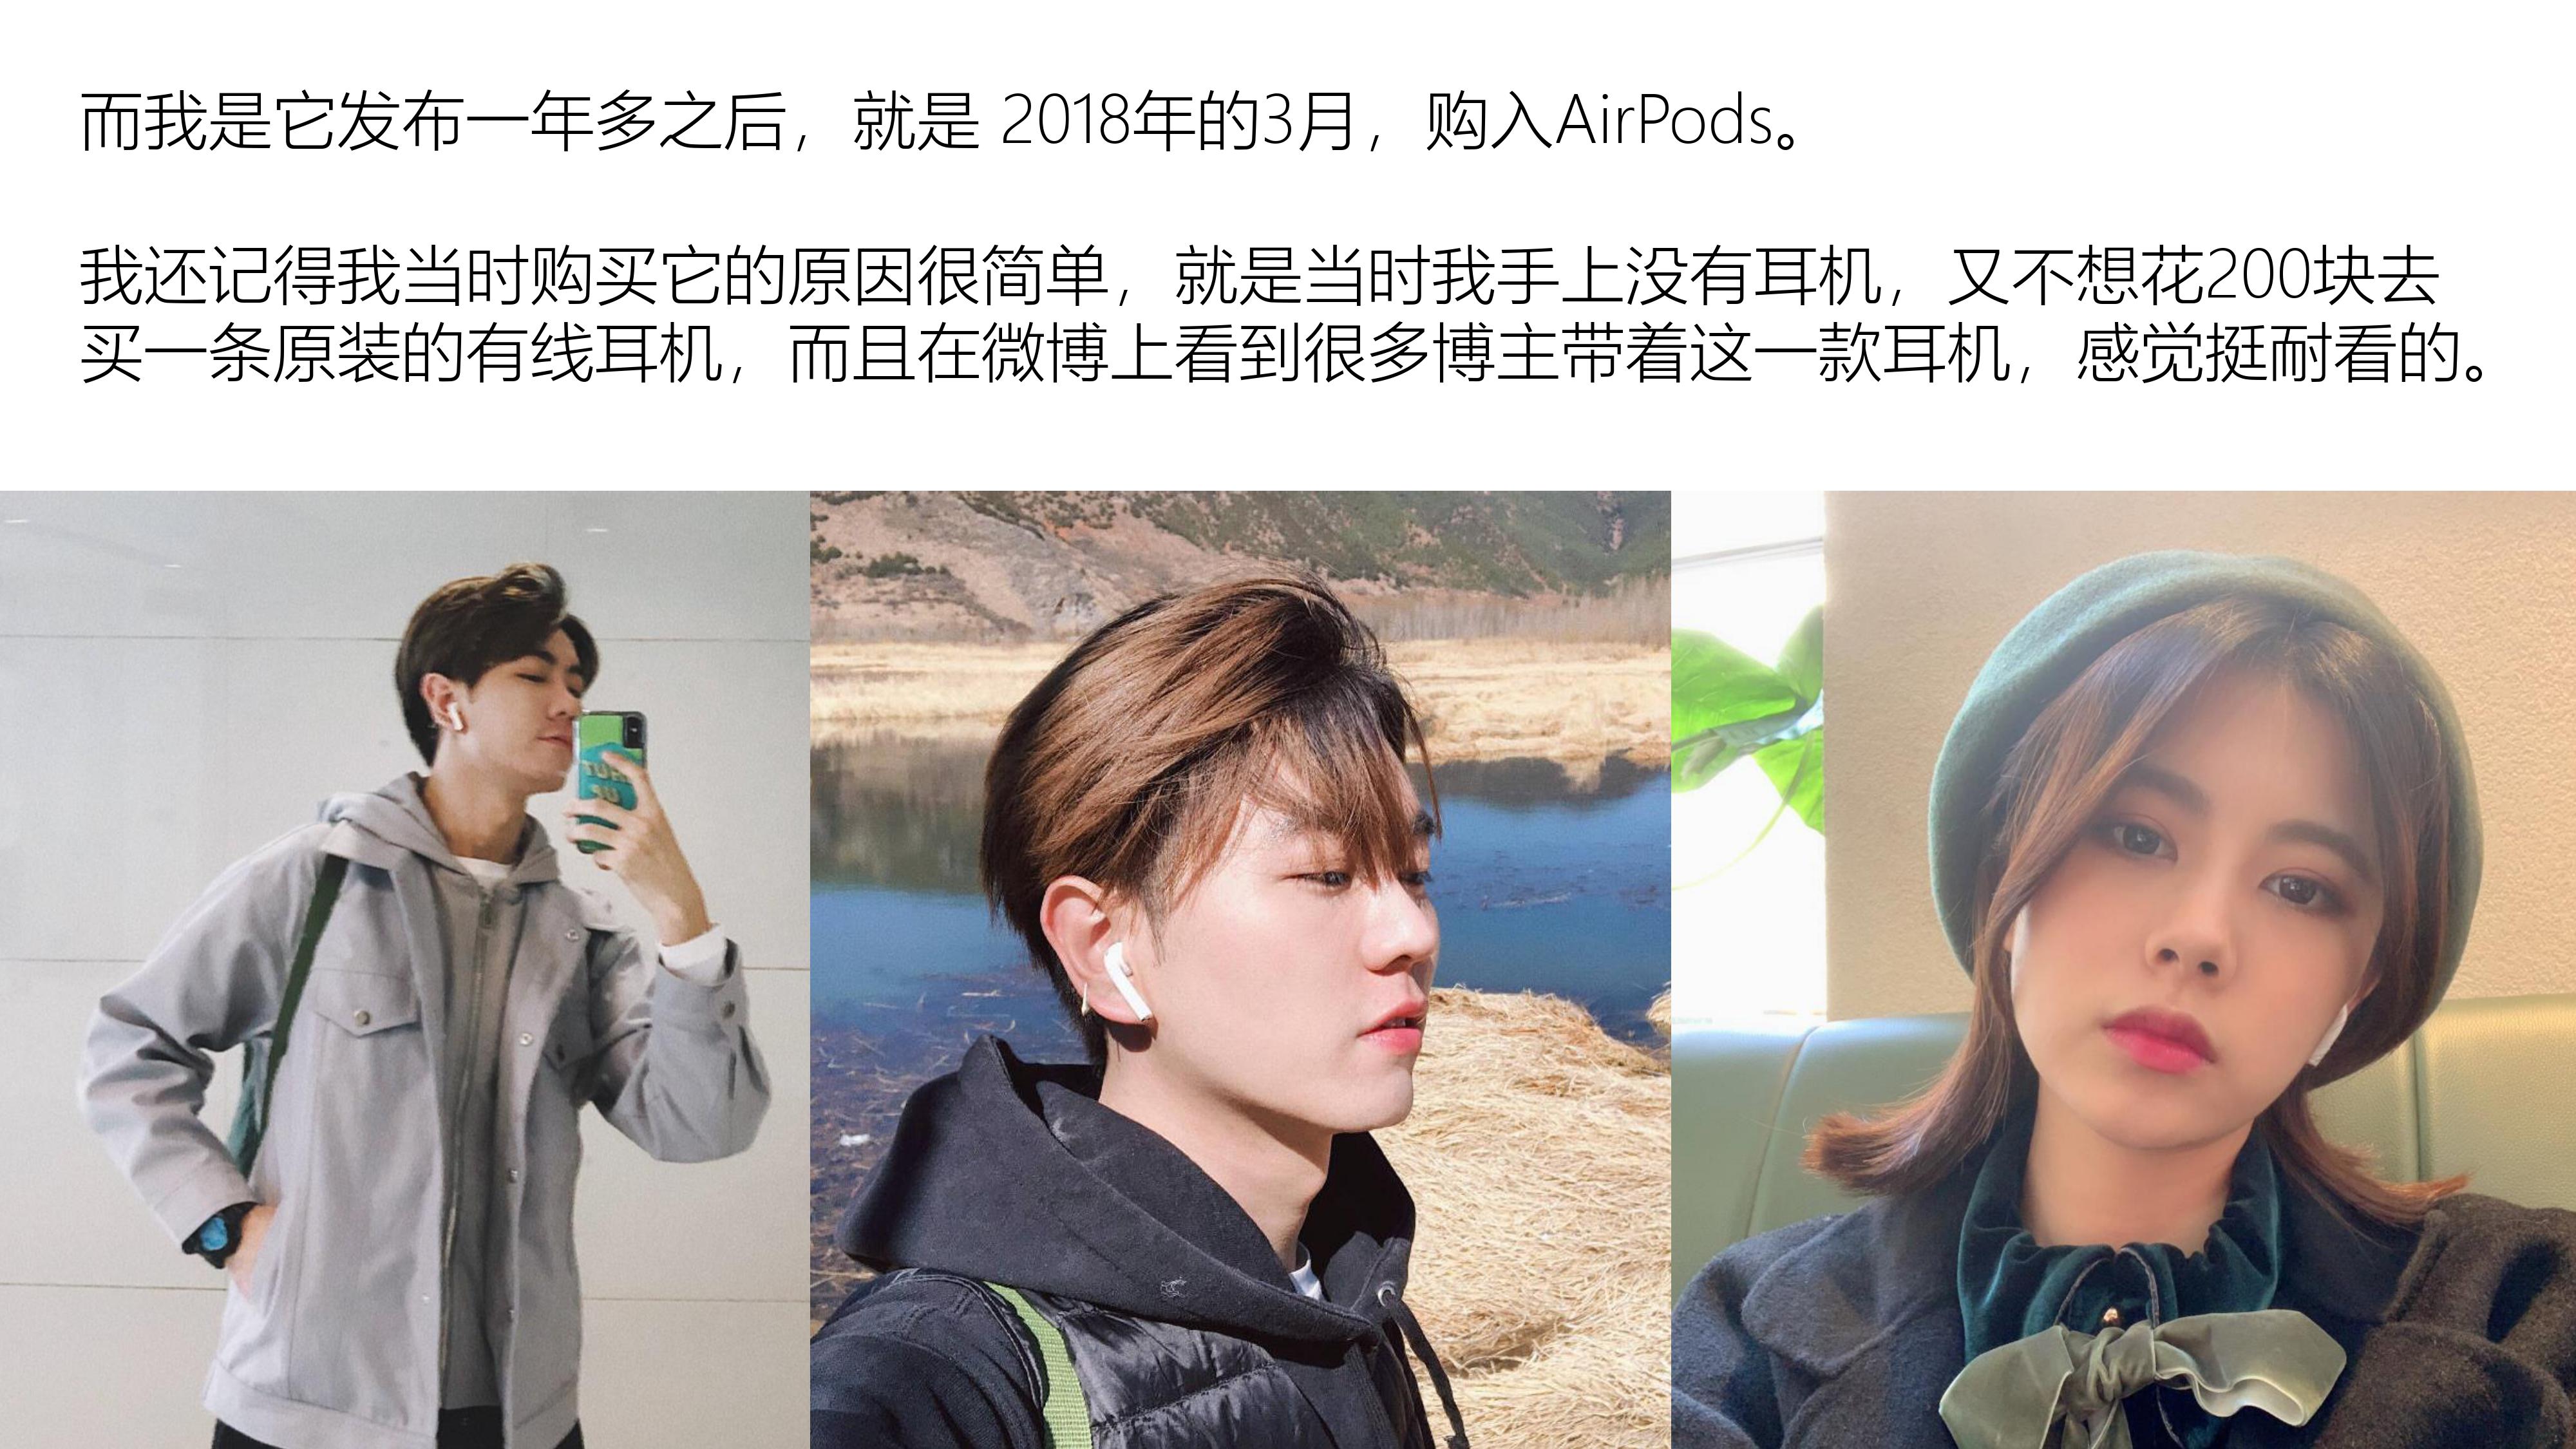 而我是它发布一年多之后，就是 2018年的3月，购入AirPods。
我还记得我当时购买它的原因很简单，就是当时我手上没有耳机，又不想花200块去
买一条原装的有线耳机，而且在微博上看到很多博主带着这一款耳机，感觉挺耐看的。